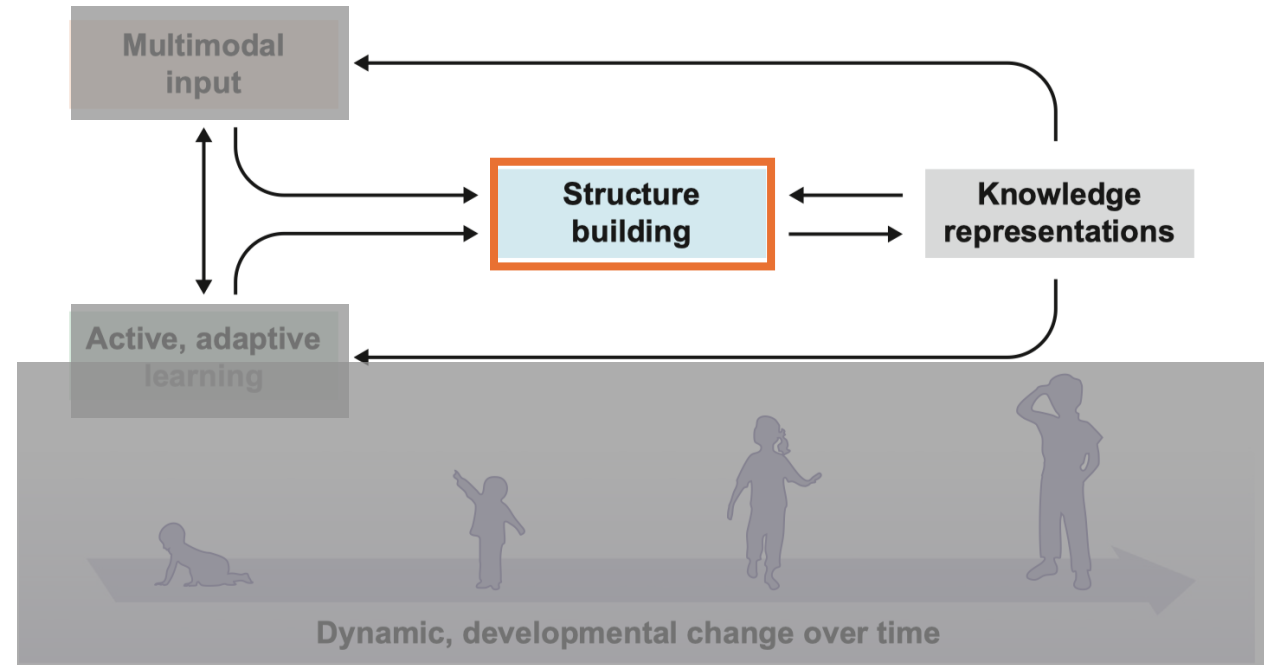 Multimodal
input
Structure
building
Knowledge
representations
Active, adaptive
learning
Dynamic, developmental change over time